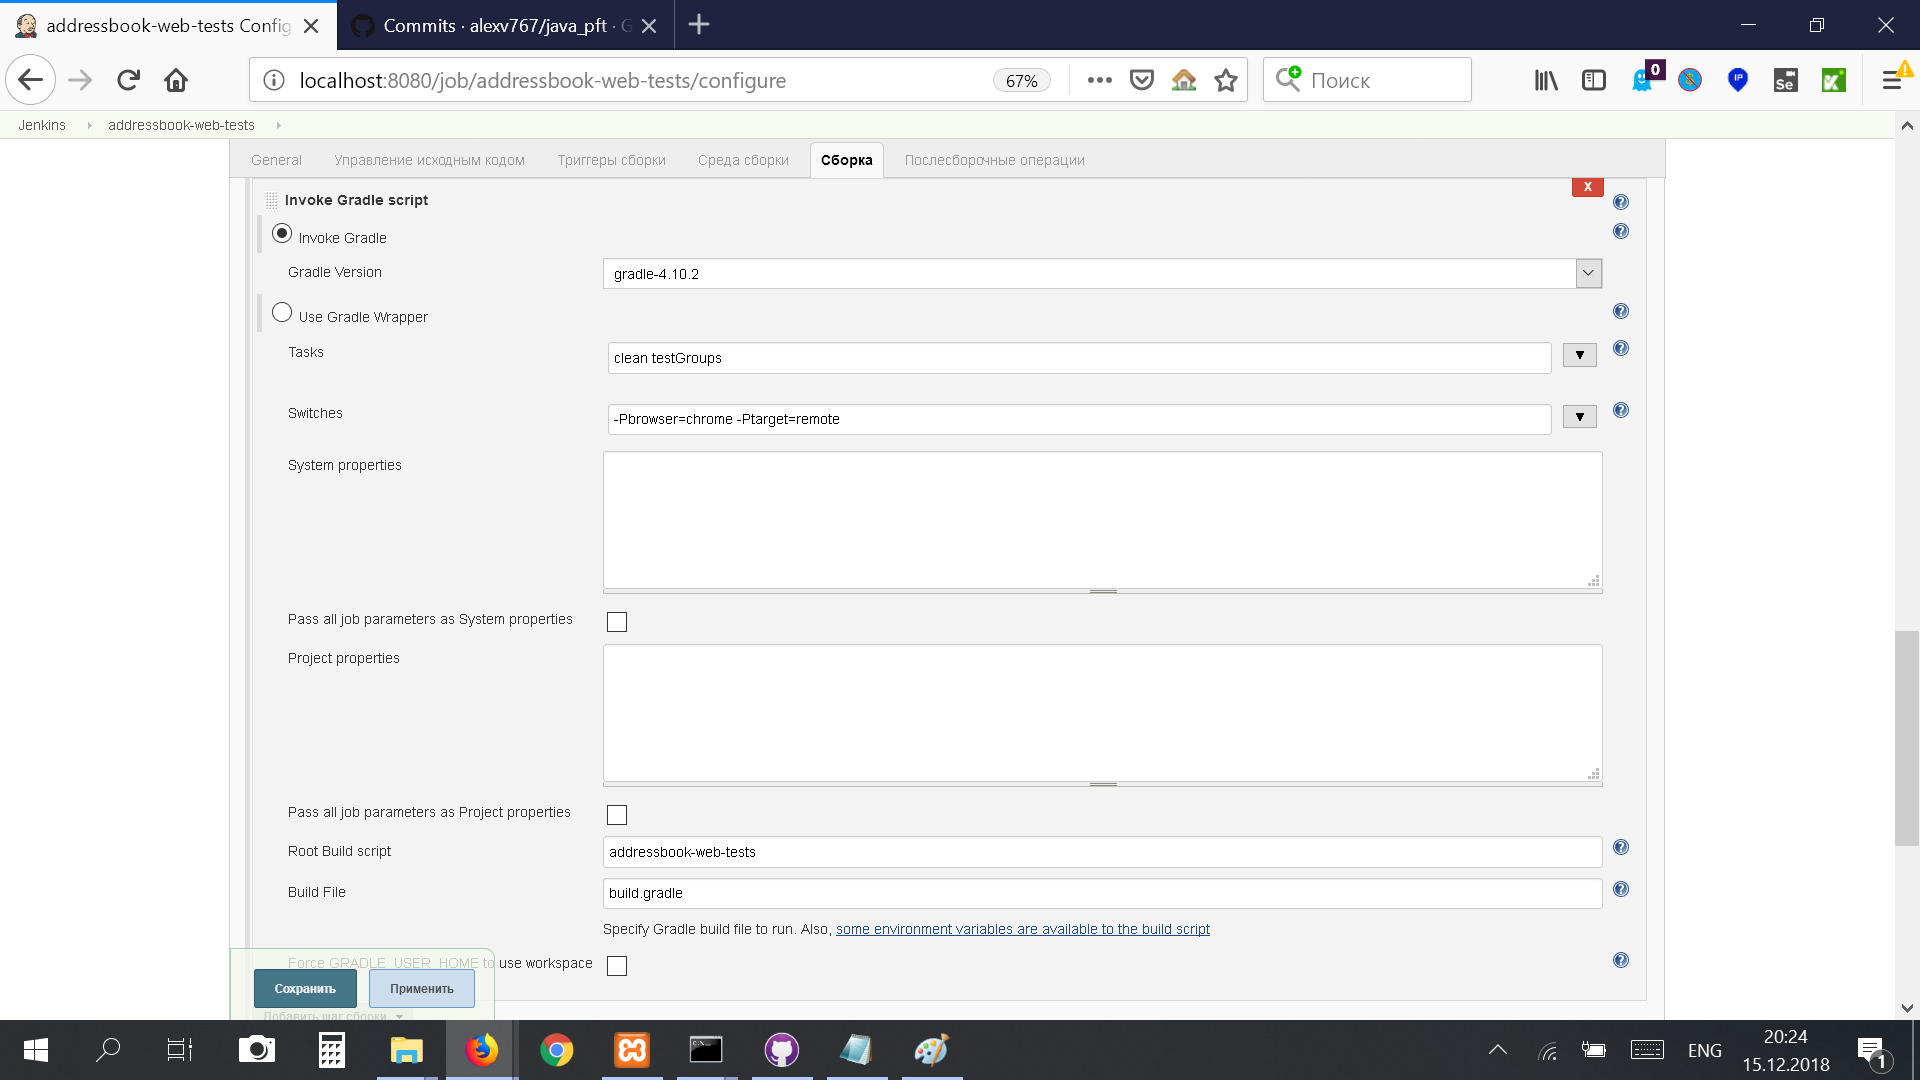 addressbook-web-tests Config
Commits · alexv767/java_pft · G
localhost:8080/job/addressbook-web-tests/configure
67%
Поиск
0
IP
Se
Jenkins
addressbook-web-tests
General
Управление исходным кодом
Триггеры сборки
Среда сборки
Сборка
Послесборочные операции
Invoke Gradle script
X
Invoke Gradle
Gradle Version
gradle-4.10.2
Use Gradle Wrapper
Tasks
clean testGroups
Switches
-Pbrowser=chrome -Ptarget=remote
System properties
Pass all job parameters as System properties
Project properties
Pass all job parameters as Project properties
Root Build script
addressbook-web-tests
Build File
build.gradle
Specify Gradle build file to run. Also, some environment variables are available to the build script
Force GRADLE_USER_HOME to use workspace
Сохранить
Применить
Добавить шаг сборки
ENG
20:24
15.12.2018
1